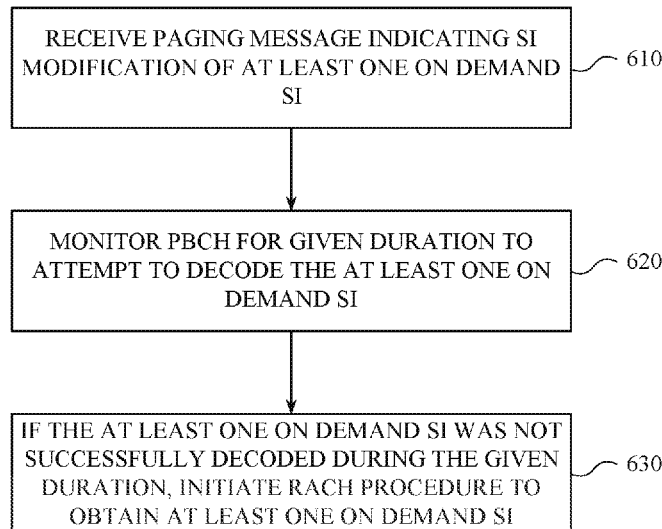 RECEIVE PAGING MESSAGE INDICATING SI
MODIFICATION OF AT LEAST ONE ON DEMAND
SI
610
MONITOR PBCH FOR GIVEN DURATION TO
ATTEMPT TO DECODE THE AT LEAST ONE ON
DEMAND SI
620
IF THE AT LEAST ONE ON DEMAND SI WAS NOT
SUCCESSFULLY DECODED DURING THE GIVEN
DURATION, INITIATE RACH PROCEDURE TO
OBTAIN AT LEAST ONE ON DEMAND SI
630